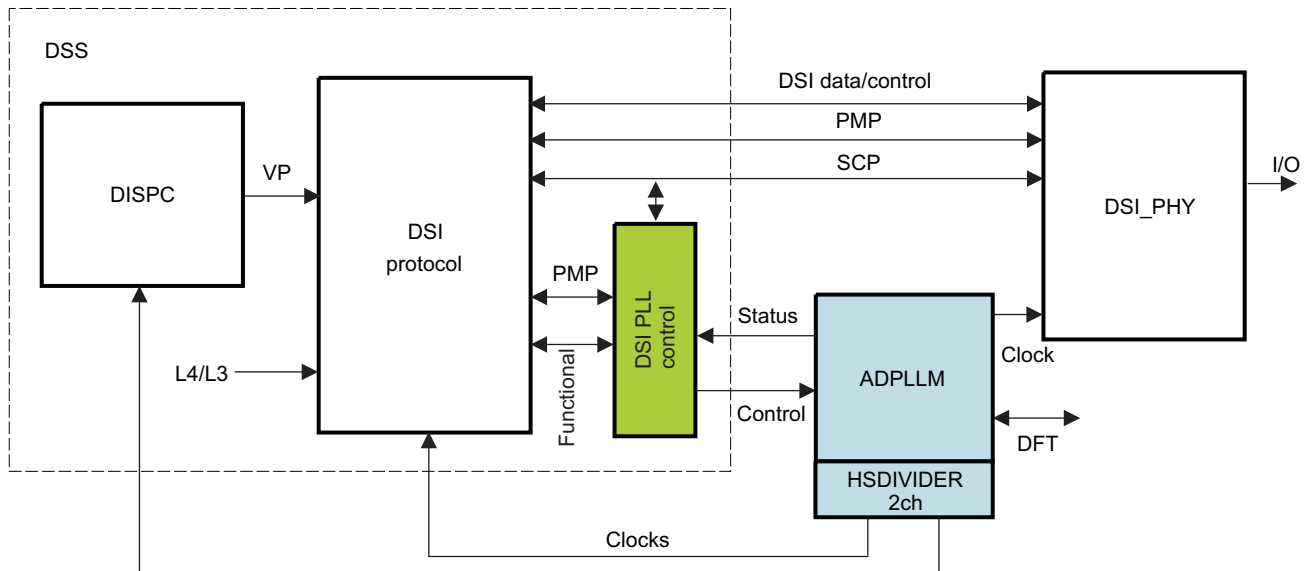 DSS
DSI data/control
PMP
SCP
I/O
VP
DISPC
DSI
protocol
DSI_PHY
PMP
DSI PLL
control
Status
Clock
L4/L3
Functional
Control
ADPLLM
DFT
HSDIVIDER
2ch
Clocks